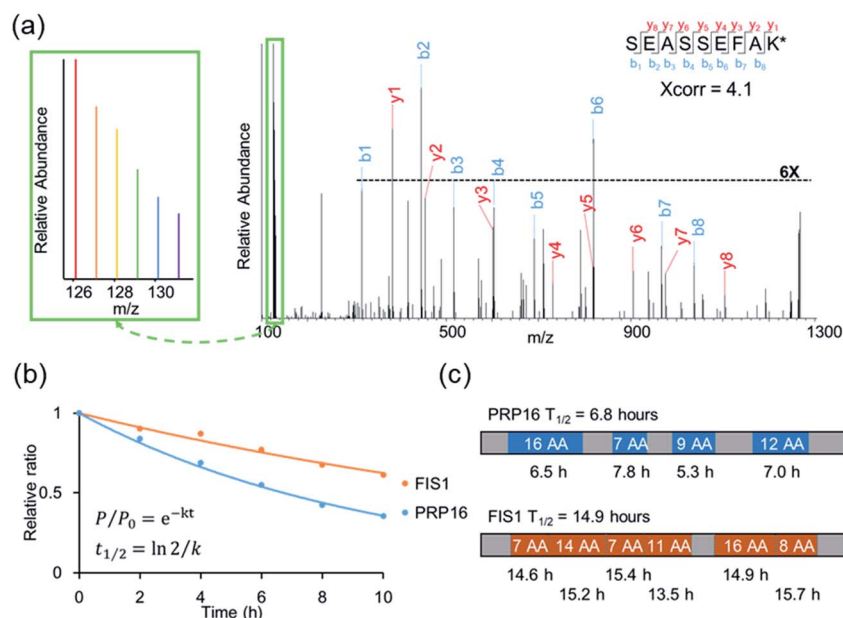 (a)
Relative Abundance
126 128 130
m/z
Relative Abundance
b1
y1
b2
y2
b3
y3
b4
b5
y4
y5
b6
y6
b7
y7
b8
y8
6X
100 500 900 1300
m/z
y8 y7 y6 y5 y4 y3 y2 y1
SEASSEFAK*
b1 b2 b3 b4 b5 b6 b7 b8
Xcorr = 4.1
(b)
Relative ratio
1
0.5
0
P/P0 = e−kt
t1/2 = ln 2/k
FIS1
PRP16
0 2 4 6 8 10
Time (h)
(c)
PRP16 T1/2 = 6.8 hours
16 AA 7 AA 9 AA 12 AA
6.5 h 7.8 h 5.3 h 7.0 h
FIS1 T1/2 = 14.9 hours
7 AA 14 AA 7 AA 11 AA 16 AA 8 AA
14.6 h 15.4 h 14.9 h
15.2 h 13.5 h 15.7 h